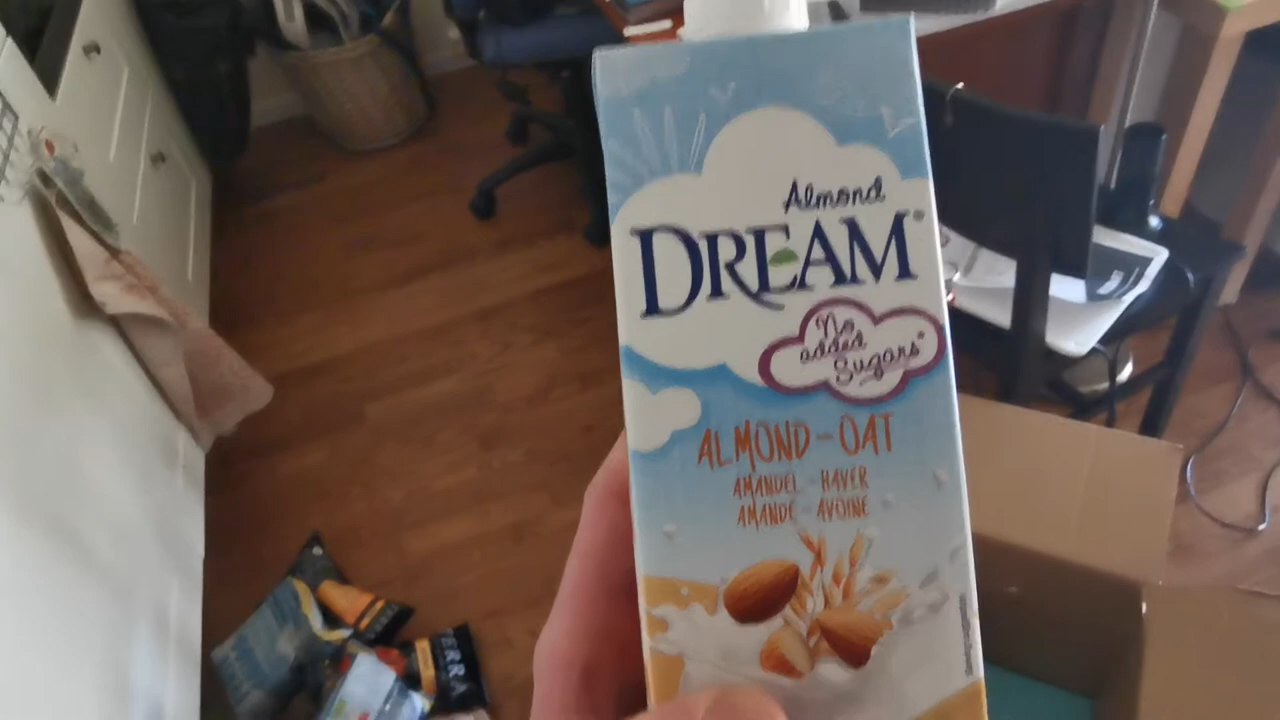 Almond
DREAM®
No
added
Sugars*
ALMOND - OAT
AMANDEL - HAVER
AMANDE - AVOINE